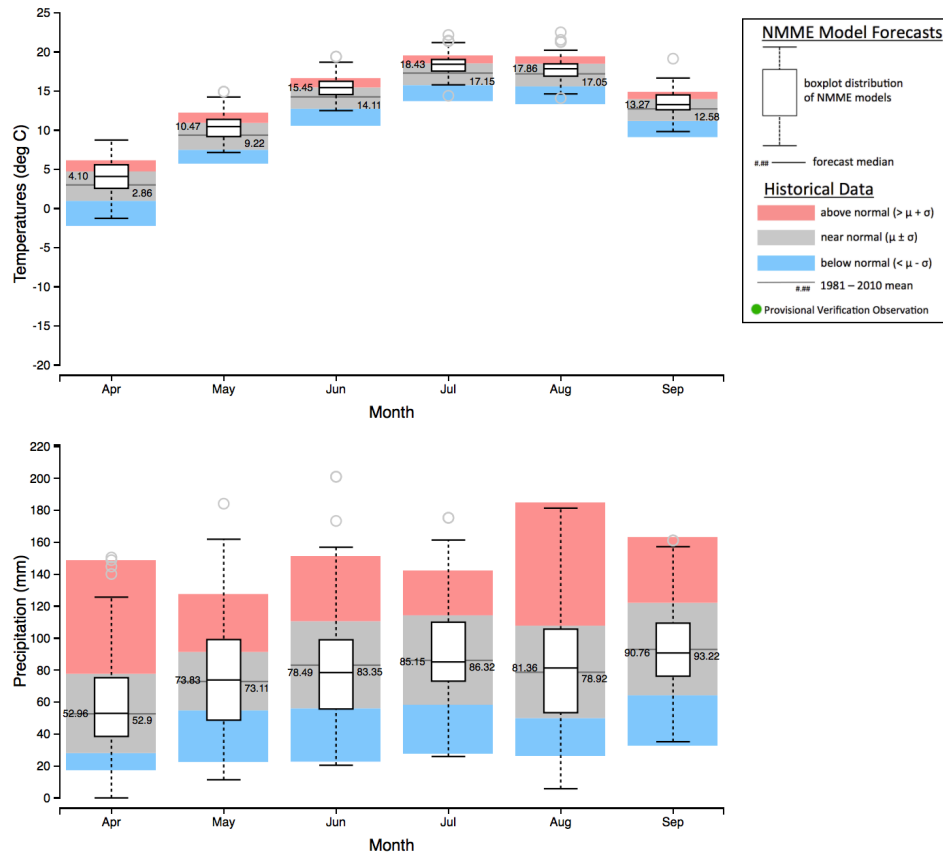 Temperatures (deg C)
25
20
15
10
5
0
-5
-10
-15
-20
4.10
2.86
10.47
9.22
15.45
14.11
18.43
17.15
17.86
17.05
13.27
12.58
Apr
May
Jun
Jul
Aug
Sep
Month
NMME Model Forecasts
boxplot distribution
of NMME models
#.## forecast median
Historical Data
above normal (> μ + σ)
near normal (μ ± σ)
below normal (< μ - σ)
#.## 1981 – 2010 mean
Provisional Verification Observation
Precipitation (mm)
220
200
180
160
140
120
100
80
60
40
20
0
52.96
52.9
73.83
73.11
78.49
83.35
85.15
86.32
81.36
78.92
90.76
93.22
Apr
May
Jun
Jul
Aug
Sep
Month